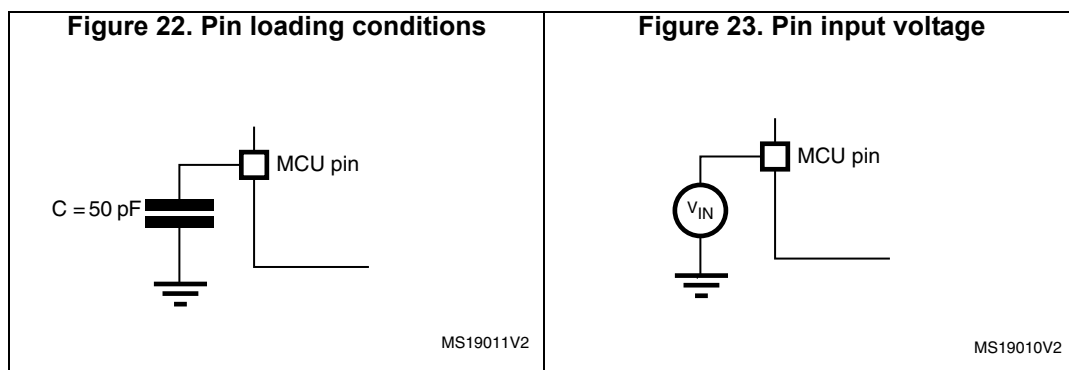 Figure 22. Pin loading conditions
Figure 23. Pin input voltage
MCU pin
C = 50 pF
MS19011V2
MCU pin
VIN
MS19010V2